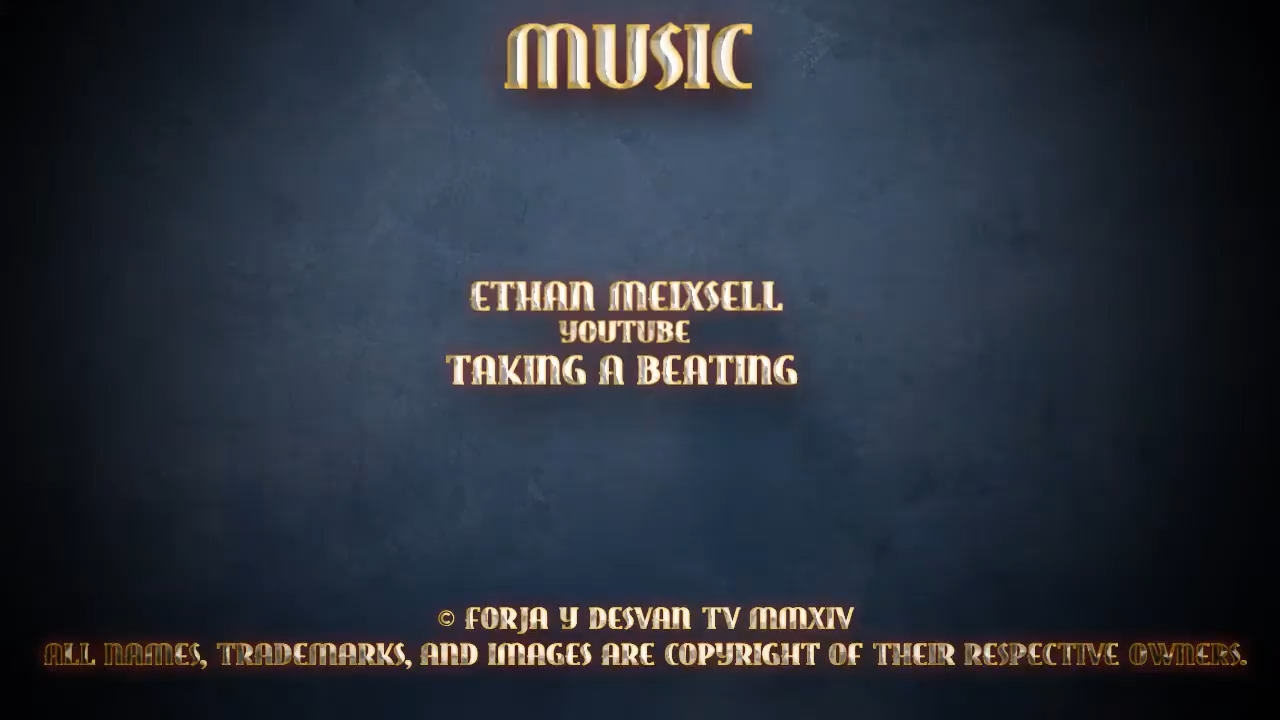 MUSIC
ETHAN MEIXSELL
YOUTUBE
TAKING A BEATING
© FORJA Y DESVAN TV MMXIV
ALL NAMES, TRADEMARKS, AND IMAGES ARE COPYRIGHT OF THEIR RESPECTIVE OWNERS.